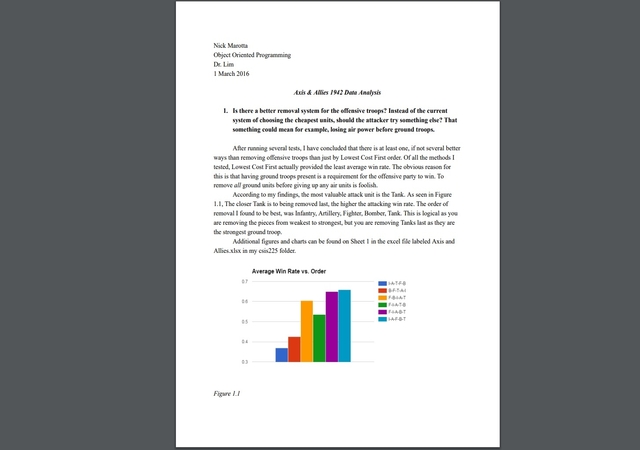 Nick Marotta
Object Oriented Programming
Dr. Lim
1 March 2016
Axis & Allies 1942 Data Analysis
1. Is there a better removal system for the offensive troops? Instead of the current
system of choosing the cheapest units, should the attacker try something else? That
something could mean for example, losing air power before ground troops.
After running several tests, I have concluded that there is at least one, if not several better
ways than removing offensive troops than just by Lowest Cost First order. Of all the methods I
tested, Lowest Cost First actually provided the least average win rate. The obvious reason for
this is that having ground troops present is a requirement for the offensive party to win. To
remove all ground units before giving up any air units is foolish.
According to my findings, the most valuable attack unit is the Tank. As seen in Figure
1.1, The closer Tank is to being removed last, the higher the attacking win rate. The order of
removal I found to be best, was Infantry, Artillery, Fighter, Bomber, Tank. This is logical as you
are removing the pieces from weakest to strongest, but you are removing Tanks last as they are
the strongest ground troop.
Additional figures and charts can be found on Sheet 1 in the excel file labeled Axis and
Allies.xlsx in my csis225 folder.
Average Win Rate vs. Order
0.7
0.6
0.5
0.4
0.3
I-A-T-F-B
B-F-T-A-I
F-B-I-A-T
F-I-A-T-B
F-I-A-B-T
I-A-F-B-T
Figure 1.1